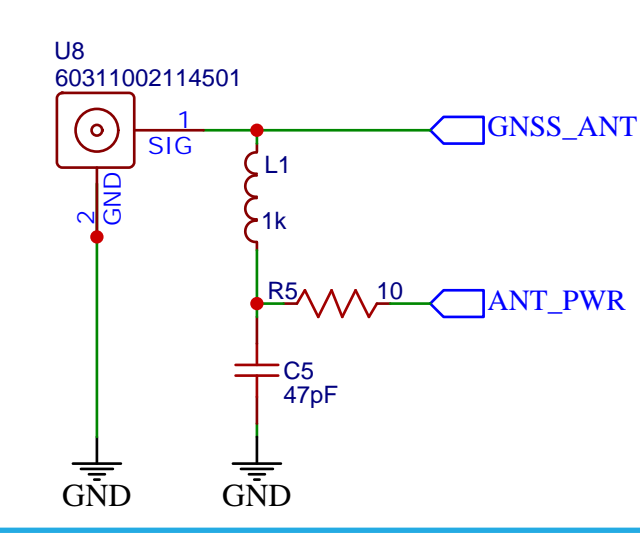 U8
60311002114501
1
SIG
GNSS_ANT
2
GND
L1
1k
R5
10
ANT_PWR
C5
47pF
GND
GND